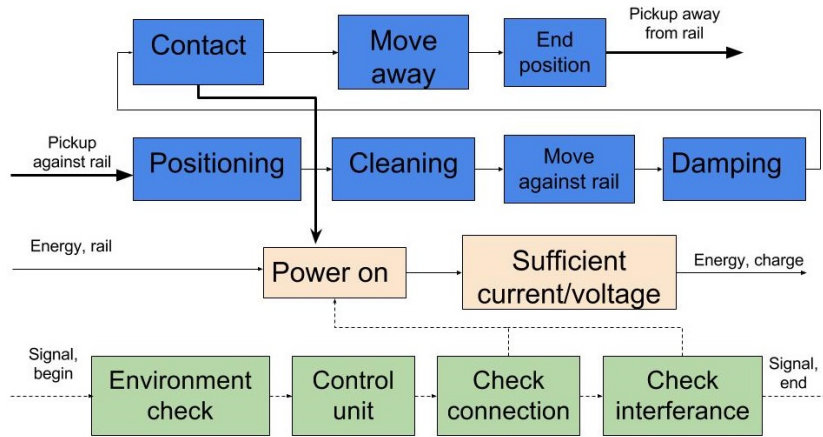 Pickup away
from rail
Contact
Move
away
End
position
Pickup
against rail
Positioning
Cleaning
Move
against rail
Damping
Energy, rail
Power on
Sufficient
current/voltage
Energy, charge
Signal,
begin
Environment
check
Control
unit
Check
connection
Check
interferance
Signal,
end